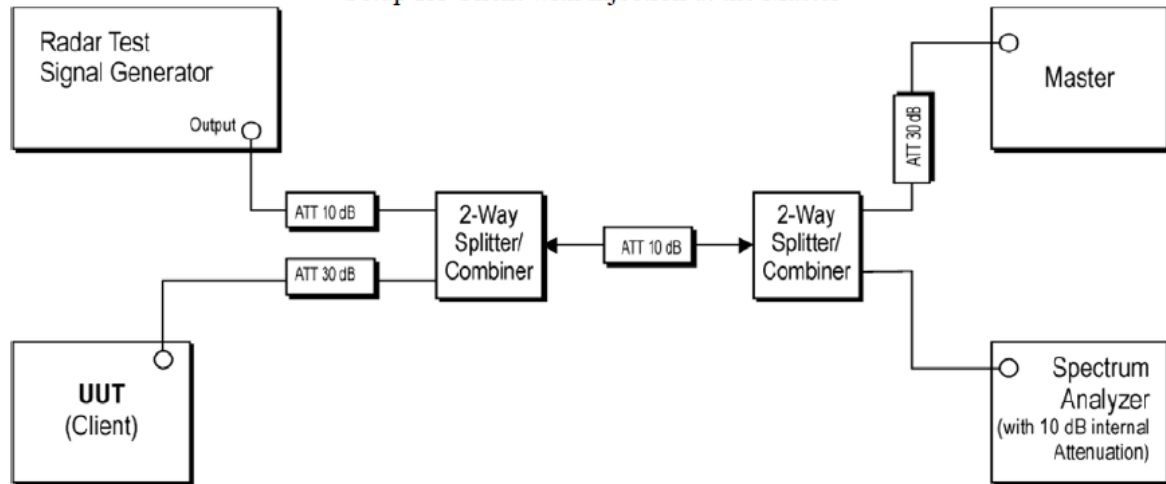 Radar Test
Signal Generator
Output
ATT 10 dB
ATT 30 dB
2-Way
Splitter/
Combiner
ATT 10 dB
2-Way
Splitter/
Combiner
ATT 30 dB
Master
UUT
(Client)
Spectrum
Analyzer
(with 10 dB internal
Attenuation)